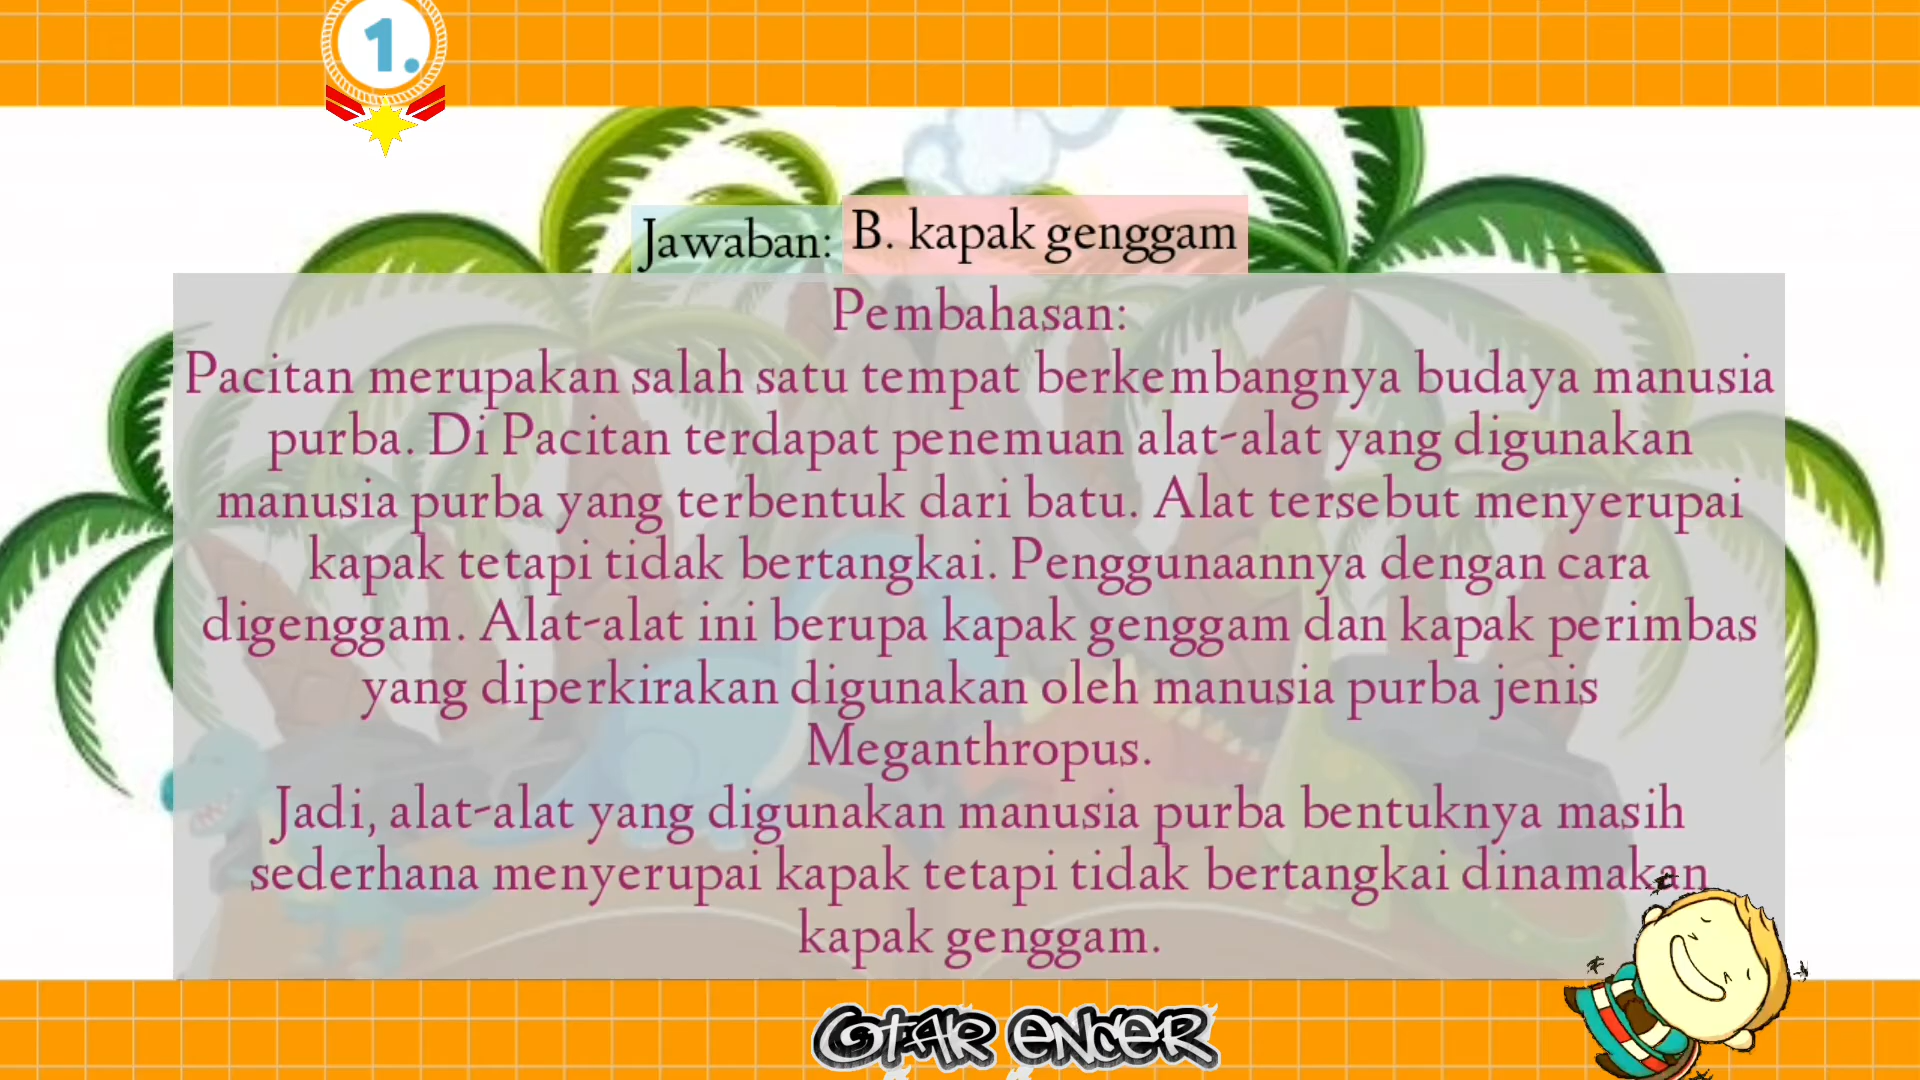 1.
Jawaban: B. kapak genggam
Pembahasan:
Pacitan merupakan salah satu tempat berkembangnya budaya manusia
purba. Di Pacitan terdapat penemuan alat-alat yang digunakan
manusia purba yang terbentuk dari batu. Alat tersebut menyerupai
kapak tetapi tidak bertangkai. Penggunaannya dengan cara
digenggam. Alat-alat ini berupa kapak genggam dan kapak perimbas
yang diperkirakan digunakan oleh manusia purba jenis
Meganthropus.
Jadi, alat-alat yang digunakan manusia purba bentuknya masih
sederhana menyerupai kapak tetapi tidak bertangkai dinamakan
kapak genggam.
OTAK ENCER